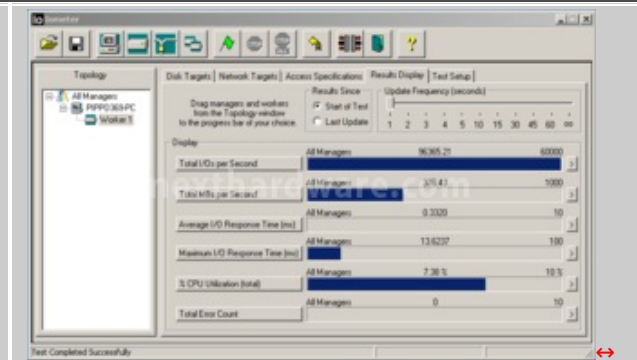 Iometer
Topology
All Managers
PIPPO369-PC
Worker 1
Disk Targets
Network Targets
Access Specifications
Results Display
Test Setup
Drag managers and workers
from the Topology window
to the progress bar of your choice.
Results Since
Start of Test
Last Update
Update Frequency (seconds)
1 2 3 4 5 10 15 30 45 60 ∞
Display
All Managers 96365.21 60000
Total I/Os per Second
All Managers 1000
Total MBs per Second
All Managers 0.3320 10
Average I/O Response Time (ms)
All Managers 13.6237 100
Maximum I/O Response Time (ms)
All Managers 7.38 % 10 %
% CPU Utilization (total)
All Managers 0 10
Total Error Count
nexthardware.com
Test Completed Successfully